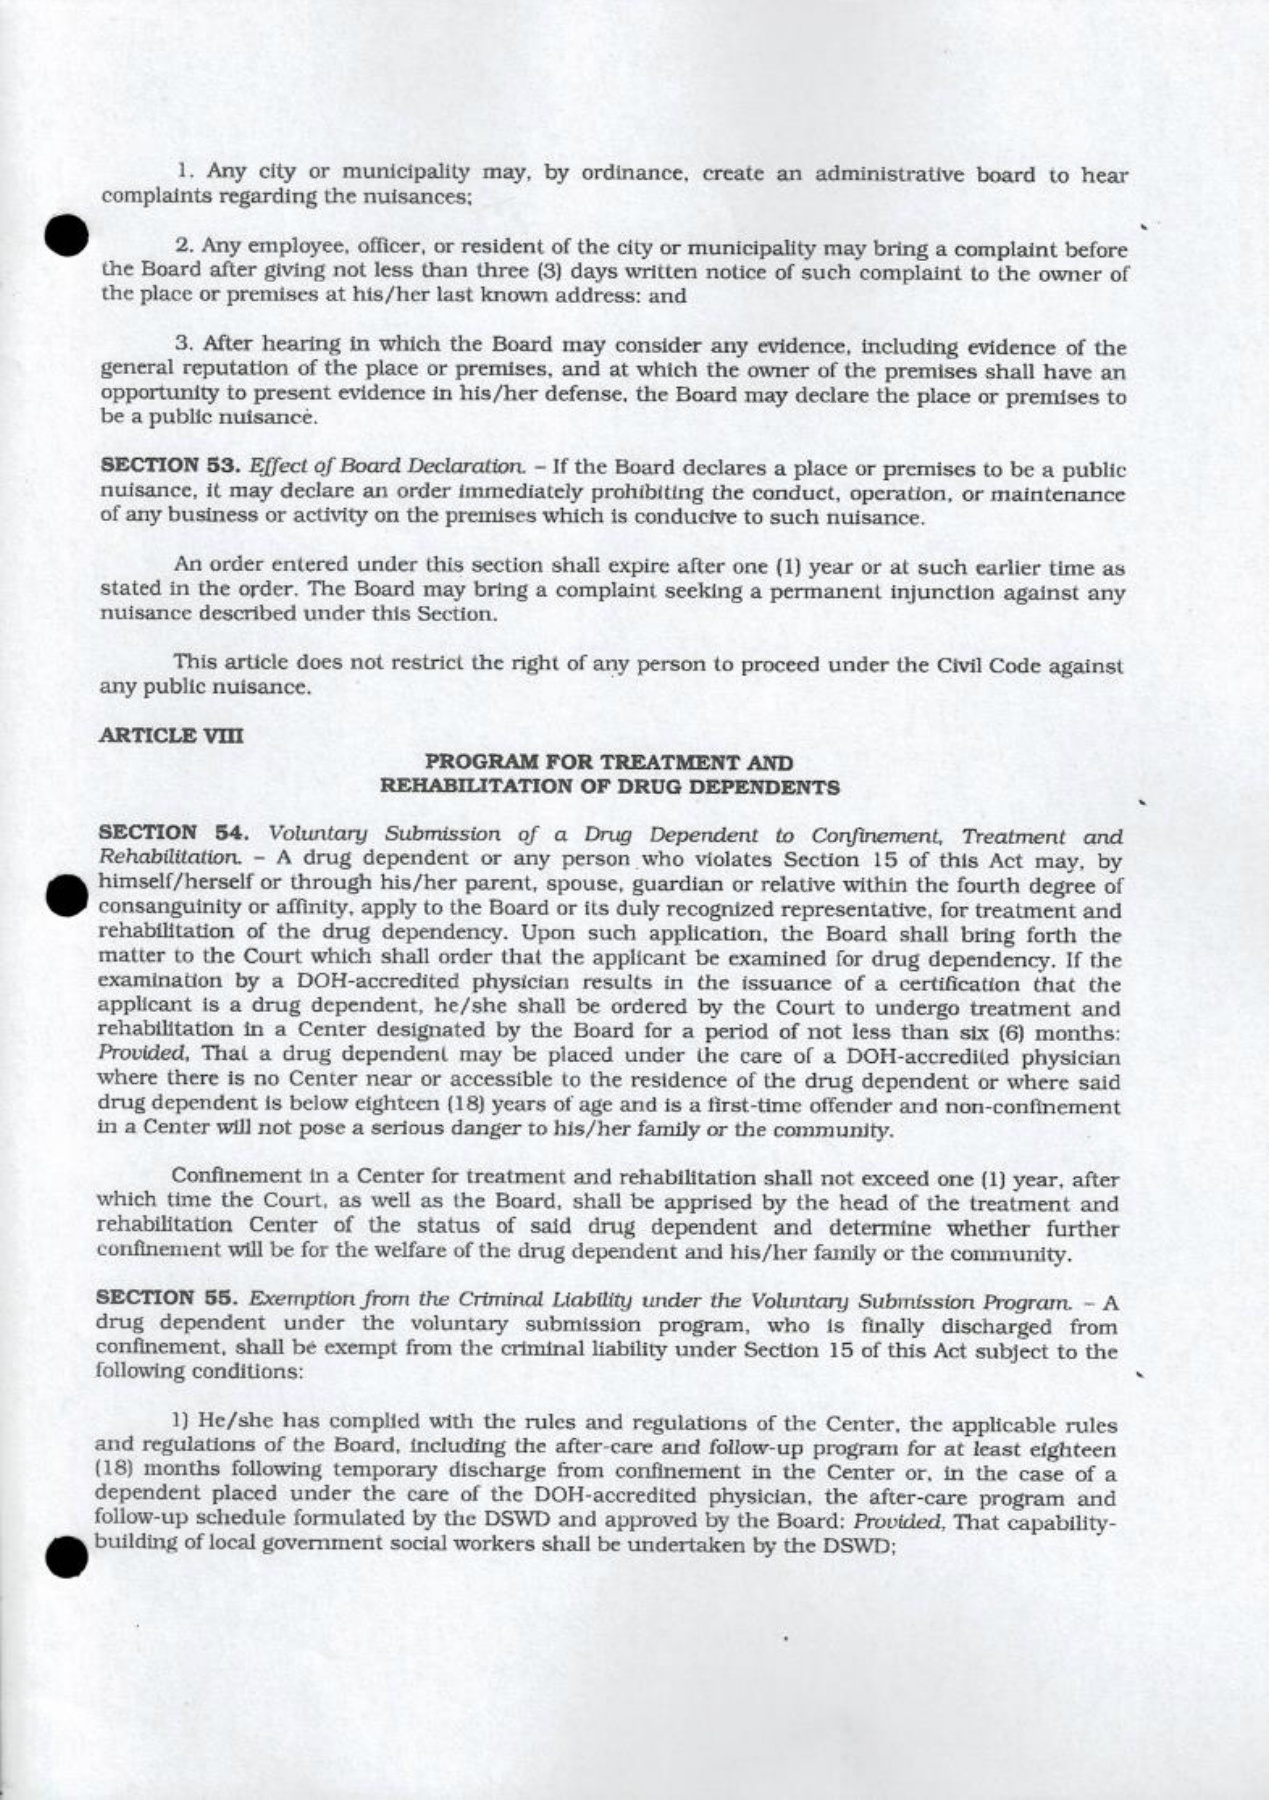 1. Any city or municipality may, by ordinance, create an administrative board to hear
complaints regarding the nuisances;
2. Any employee, officer, or resident of the city or municipality may bring a complaint before
the Board after giving not less than three (3) days written notice of such complaint to the owner of
the place or premises at his/her last known address: and
3. After hearing in which the Board may consider any evidence, including evidence of the
general reputation of the place or premises, and at which the owner of the premises shall have an
opportunity to present evidence in his/her defense, the Board may declare the place or premises to
be a public nuisance.
SECTION 53. Effect of Board Declaration. – If the Board declares a place or premises to be a public
nuisance, it may declare an order immediately prohibiting the conduct, operation, or maintenance
of any business or activity on the premises which is conducive to such nuisance.
An order entered under this section shall expire after one (1) year or at such earlier time as
stated in the order. The Board may bring a complaint seeking a permanent injunction against any
nuisance described under this Section.
This article does not restrict the right of any person to proceed under the Civil Code against
any public nuisance.
ARTICLE VIII
PROGRAM FOR TREATMENT AND
REHABILITATION OF DRUG DEPENDENTS
SECTION 54. Voluntary Submission of a Drug Dependent to Confinement, Treatment and
Rehabilitation. – A drug dependent or any person who violates Section 15 of this Act may, by
himself/herself or through his/her parent, spouse, guardian or relative within the fourth degree of
consanguinity or affinity, apply to the Board or its duly recognized representative, for treatment and
rehabilitation of the drug dependency. Upon such application, the Board shall bring forth the
matter to the Court which shall order that the applicant be examined for drug dependency. If the
examination by a DOH-accredited physician results in the issuance of a certification that the
applicant is a drug dependent, he/she shall be ordered by the Court to undergo treatment and
rehabilitation in a Center designated by the Board for a period of not less than six (6) months:
Provided, That a drug dependent may be placed under the care of a DOH-accredited physician
where there is no Center near or accessible to the residence of the drug dependent or where said
drug dependent is below eighteen (18) years of age and is a first-time offender and non-confinement
in a Center will not pose a serious danger to his/her family or the community.
Confinement in a Center for treatment and rehabilitation shall not exceed one (1) year, after
which time the Court, as well as the Board, shall be apprised by the head of the treatment and
rehabilitation Center of the status of said drug dependent and determine whether further
confinement will be for the welfare of the drug dependent and his/her family or the community.
SECTION 55. Exemption from the Criminal Liability under the Voluntary Submission Program. – A
drug dependent under the voluntary submission program, who is finally discharged from
confinement, shall be exempt from the criminal liability under Section 15 of this Act subject to the
following conditions:
1) He/she has complied with the rules and regulations of the Center, the applicable rules
and regulations of the Board, including the after-care and follow-up program for at least eighteen
(18) months following temporary discharge from confinement in the Center or, in the case of a
dependent placed under the care of the DOH-accredited physician, the after-care program and
follow-up schedule formulated by the DSWD and approved by the Board: Provided, That capability-
building of local government social workers shall be undertaken by the DSWD;